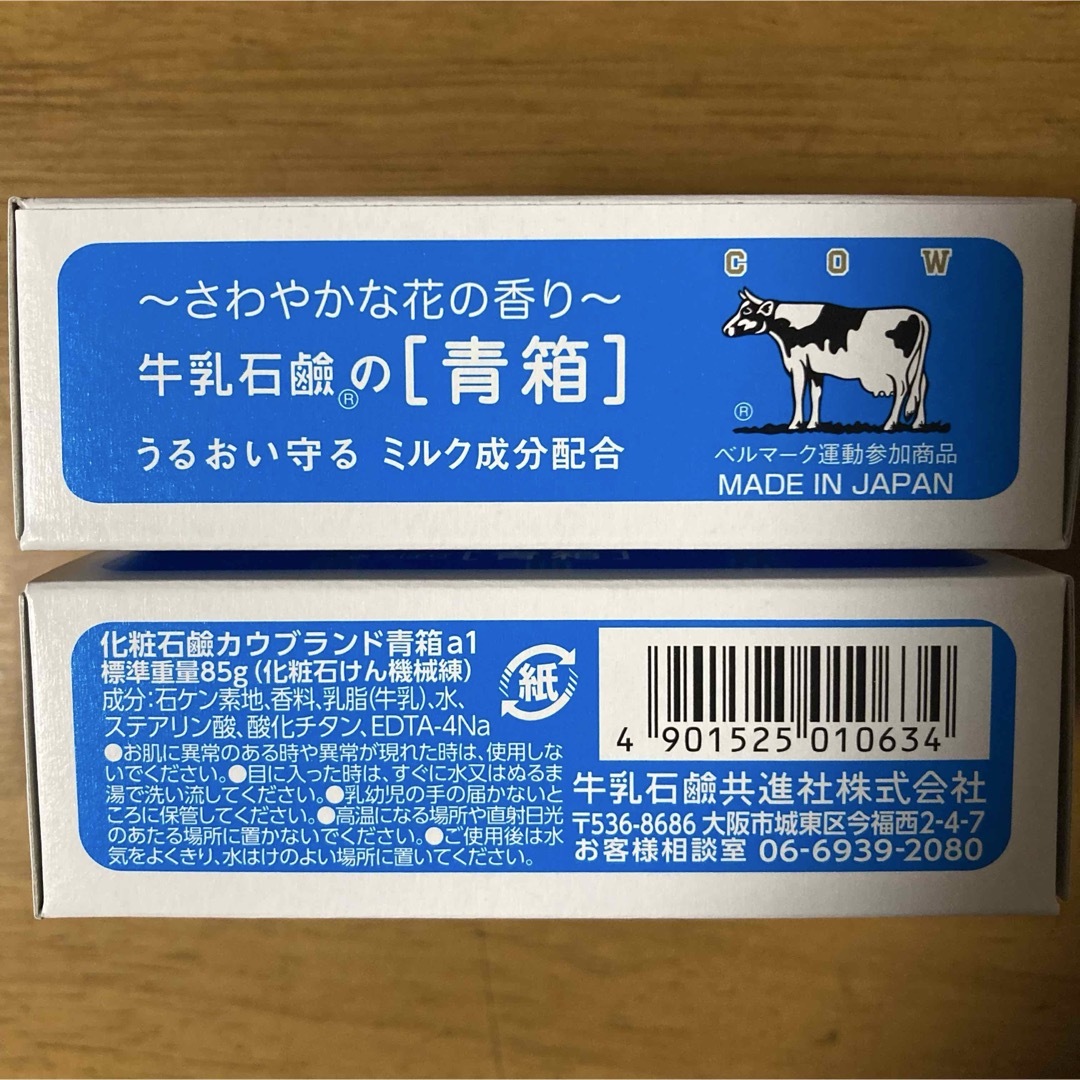 ～さわやかな花の香り～
牛乳石鹼®の[青箱]
うるおい守る ミルク成分配合
COW
®
ベルマーク運動参加商品
MADE IN JAPAN
化粧石鹼カウブランド青箱a1
標準重量85g(化粧石けん機械練)
成分:石ケン素地、香料、乳脂(牛乳)、水、
ステアリン酸、酸化チタン、EDTA-4Na
●お肌に異常のある時や異常が現れた時は、使用しな
いでください。●目に入った時は、すぐに水又はぬるま
湯で洗い流してください。●乳幼児の手の届かないと
ころに保管してください。●高温になる場所や直射日光
のあたる場所に置かないでください。●ご使用後は水
気をよくきり、水はけのよい場所に置いてください。
紙
4 901525 010634
牛乳石鹼共進社株式会社
〒536-8686 大阪市城東区今福西2-4-7
お客様相談室 06-6939-2080